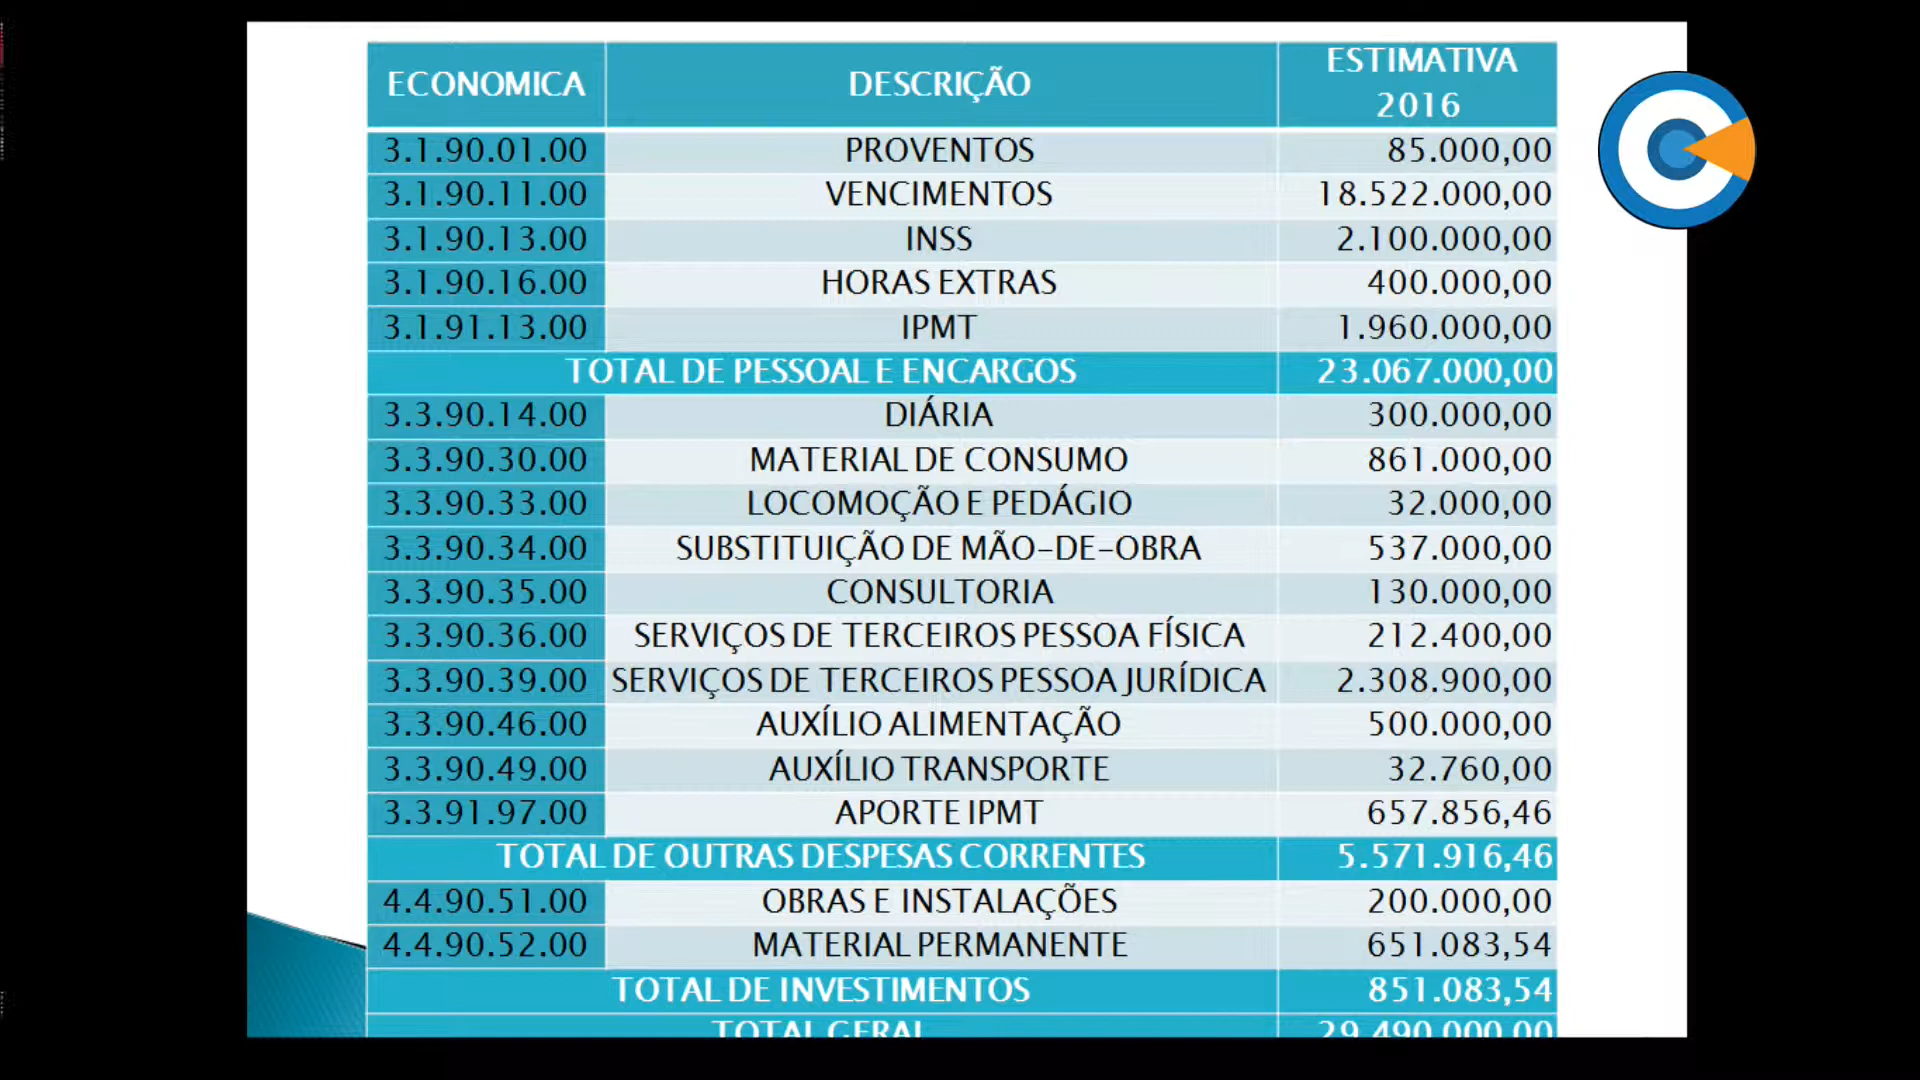 ECONOMICA DESCRIÇÃO ESTIMATIVA 2016
3.1.90.01.00 PROVENTOS 85.000,00
3.1.90.11.00 VENCIMENTOS 18.522.000,00
3.1.90.13.00 INSS 2.100.000,00
3.1.90.16.00 HORAS EXTRAS 400.000,00
3.1.91.13.00 IPMT 1.960.000,00
TOTAL DE PESSOAL E ENCARGOS 23.067.000,00
3.3.90.14.00 DIÁRIA 300.000,00
3.3.90.30.00 MATERIAL DE CONSUMO 861.000,00
3.3.90.33.00 LOCOMOÇÃO E PEDÁGIO 32.000,00
3.3.90.34.00 SUBSTITUIÇÃO DE MÃO-DE-OBRA 537.000,00
3.3.90.35.00 CONSULTORIA 130.000,00
3.3.90.36.00 SERVIÇOS DE TERCEIROS PESSOA FÍSICA 212.400,00
3.3.90.39.00 SERVIÇOS DE TERCEIROS PESSOA JURÍDICA 2.308.900,00
3.3.90.46.00 AUXÍLIO ALIMENTAÇÃO 500.000,00
3.3.90.49.00 AUXÍLIO TRANSPORTE 32.760,00
3.3.91.97.00 APORTE IPMT 657.856,46
TOTAL DE OUTRAS DESPESAS CORRENTES 5.571.916,46
4.4.90.51.00 OBRAS E INSTALAÇÕES 200.000,00
4.4.90.52.00 MATERIAL PERMANENTE 651.083,54
TOTAL DE INVESTIMENTOS 851.083,54
TOTAL GERAL 29.490.000,00